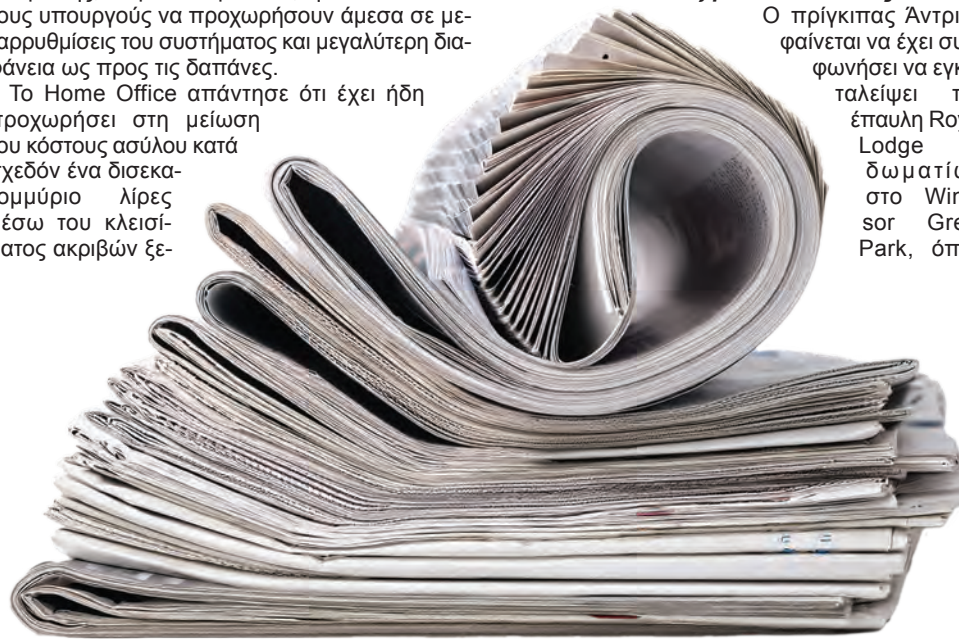 τους υπουργούς να προχωρήσουν άμεσα σε με-
αρρυθμίσεις του συστήματος και μεγαλύτερη δια-
φάνεια ως προς τις δαπάνες.
Το Home Office απάντησε ότι έχει ήδη
προχωρήσει στη μείωση
του κόστους ασύλου κατά
σχεδόν ένα δισεκα-
τομμύριο λίρες
μέσω του κλεισί-
ματος ακριβών ξε-
Ο πρίγκιπας Άντρι
φαίνεται να έχει συ
φωνήσει να εγκ
ταλείψει τ
έπαυλη Roy
Lodge
δωματίω
στο Win
sor Gre
Park, όπ